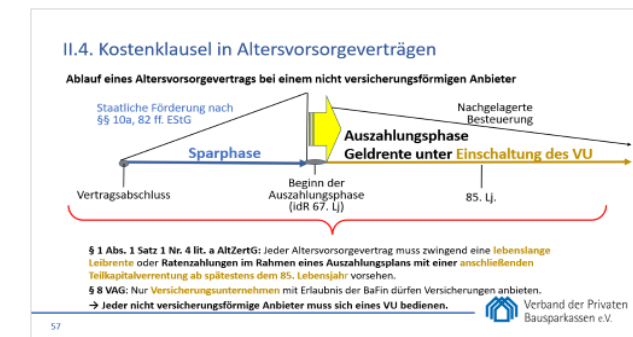 II.4. Kostenklausel in Altersvorsorgeverträgen
Ablauf eines Altersvorsorgevertrags bei einem nicht versicherungsförmigen Anbieter
Staatliche Förderung nach
§§ 10a, 82 ff. EStG
Nachgelagerte
Besteuerung
Auszahlungsphase
Sparphase
Geldrente unter Einschaltung des VU
Vertragsabschluss
Beginn der
Auszahlungsphase
(idR 67. Lj)
85. Lj.
§ 1 Abs. 1 Satz 1 Nr. 4 lit. a AltZertG: Jeder Altersvorsorgevertrag muss zwingend eine lebenslange
Leibrente oder Ratenzahlungen im Rahmen eines Auszahlungsplans mit einer anschließenden
Teilkapitalverrentung ab spätestens dem 85. Lebensjahr vorsehen.
§ 8 VAG: Nur Versicherungsunternehmen mit Erlaubnis der BaFin dürfen Versicherungen anbieten.
→ Jeder nicht versicherungsförmige Anbieter muss sich eines VU bedienen.
Verband der Privaten
Bausparkassen e.V.
57